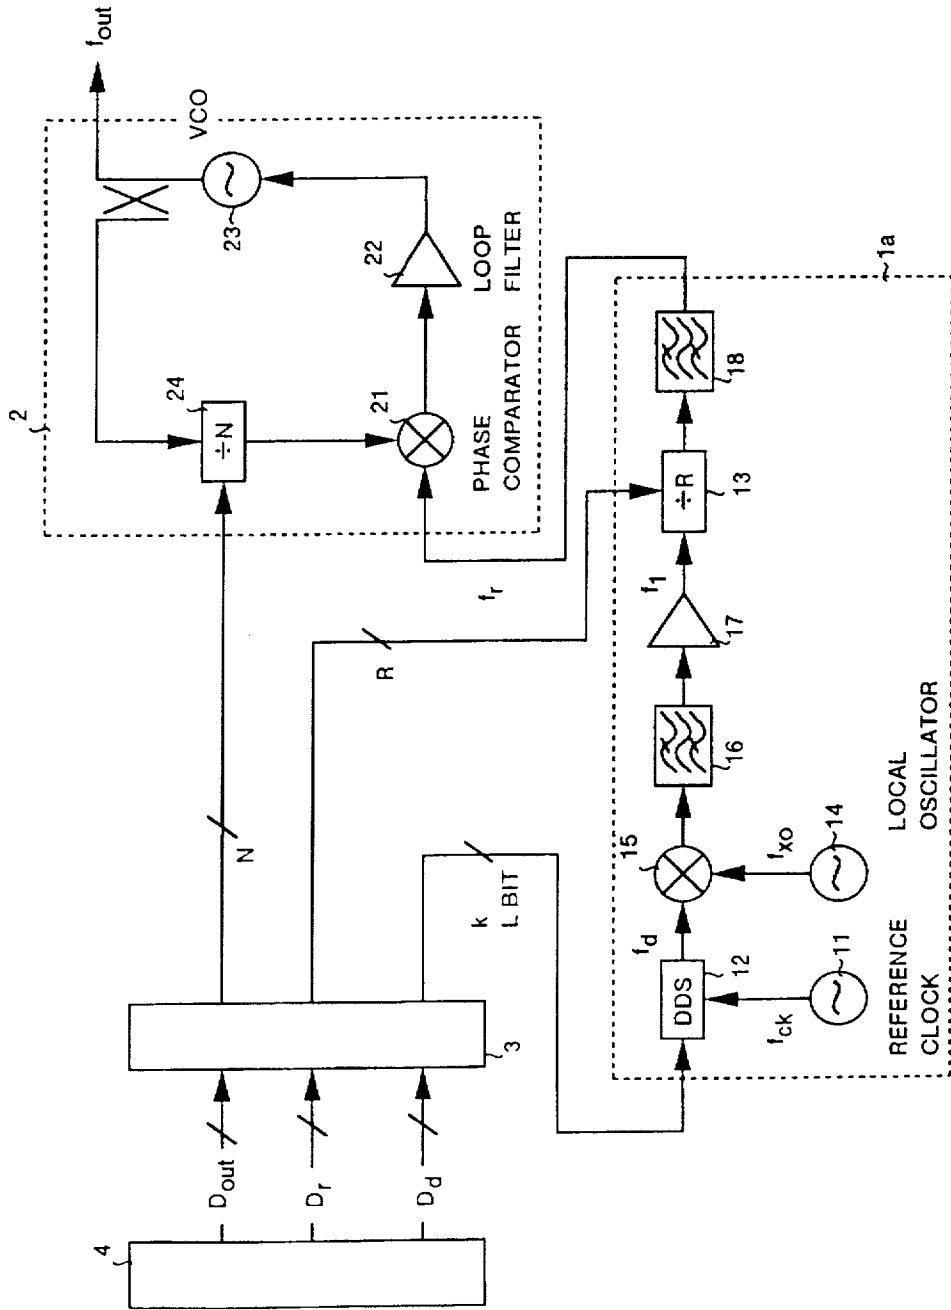 4
D_out
D_r
D_d
3
N
R
k
L BIT
2
24
÷N
f_out
VCO
23
22
21
PHASE
COMPARATOR
LOOP
FILTER
f_r
1a
DDS
12
f_d
15
16
17
f_1
÷R
13
18
f_ck
11
REFERENCE
CLOCK
f_xo
14
LOCAL
OSCILLATOR